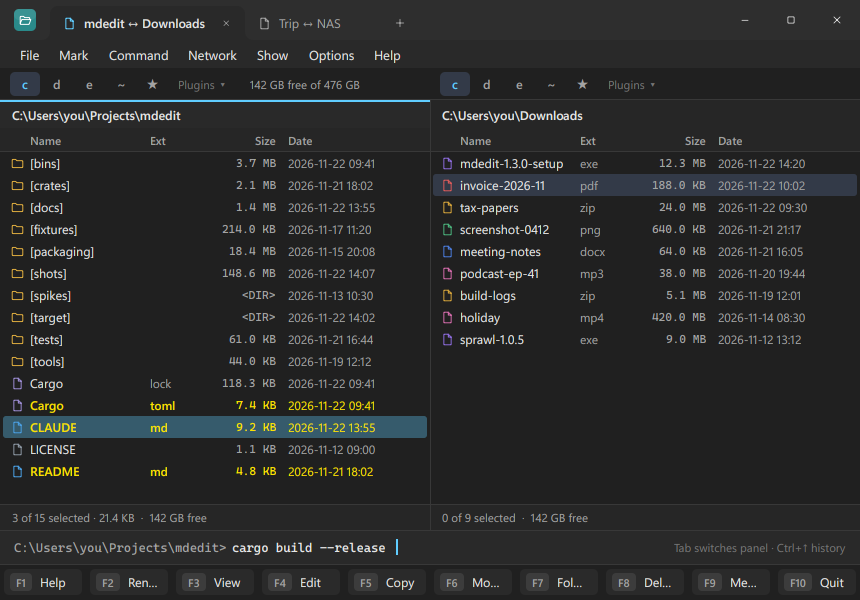 mdedit ↔ Downloads × Trip ↔ NAS +
File Mark Command Network Show Options Help
c d e ~ ★ Plugins ▾ 142 GB free of 476 GB
c d e ~ ★ Plugins ▾
C:\Users\you\Projects\mdedit
Name Ext Size Date
[bins] 3.7 MB 2026-11-22 09:41
[crates] 2.1 MB 2026-11-21 18:02
[docs] 1.4 MB 2026-11-22 13:55
[fixtures] 214.0 KB 2026-11-17 11:20
[packaging] 18.4 MB 2026-11-15 20:08
[shots] 148.6 MB 2026-11-22 14:07
[spikes] <DIR> 2026-11-13 10:30
[target] <DIR> 2026-11-22 14:02
[tests] 61.0 KB 2026-11-21 16:44
[tools] 44.0 KB 2026-11-19 12:12
Cargo lock 118.3 KB 2026-11-22 09:41
Cargo toml 7.4 KB 2026-11-22 09:41
CLAUDE md 9.2 KB 2026-11-22 13:55
LICENSE 1.1 KB 2026-11-12 09:00
README md 4.8 KB 2026-11-21 18:02
3 of 15 selected · 21.4 KB · 142 GB free
C:\Users\you\Downloads
Name Ext Size Date
mdedit-1.3.0-setup exe 12.3 MB 2026-11-22 14:20
invoice-2026-11 pdf 188.0 KB 2026-11-22 10:02
tax-papers zip 24.0 MB 2026-11-22 09:30
screenshot-0412 png 640.0 KB 2026-11-21 21:17
meeting-notes docx 64.0 KB 2026-11-21 16:05
podcast-ep-41 mp3 38.0 MB 2026-11-20 19:44
build-logs zip 5.1 MB 2026-11-19 12:01
holiday mp4 420.0 MB 2026-11-14 08:30
sprawl-1.0.5 exe 9.0 MB 2026-11-12 13:12
0 of 9 selected · 142 GB free
C:\Users\you\Projects\mdedit> cargo build --release
Tab switches panel · Ctrl+↑ history
F1 Help F2 Ren... F3 View F4 Edit F5 Copy F6 Mo... F7 Fol... F8 Del... F9 Me... F10 Quit